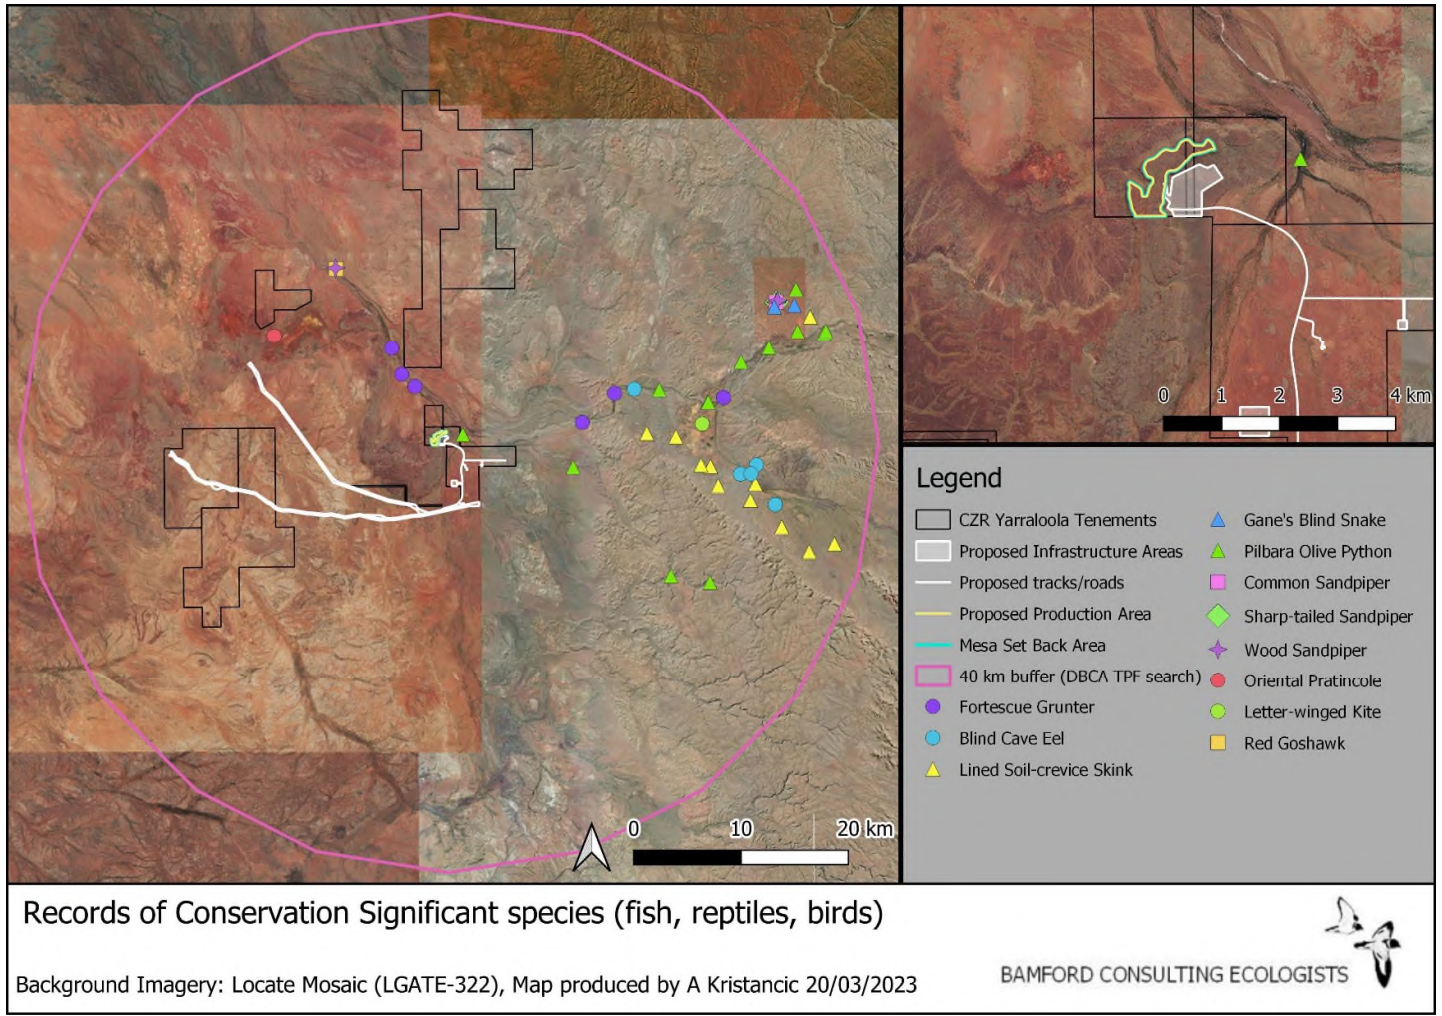 0 1 2 3 4 km
0 10 20 km
Legend
CZR Yarraloola Tenements
Proposed Infrastructure Areas
Proposed tracks/roads
Proposed Production Area
Mesa Set Back Area
40 km buffer (DBCA TPF search)
Fortescue Grunter
Blind Cave Eel
Lined Soil-crevice Skink
Gane's Blind Snake
Pilbara Olive Python
Common Sandpiper
Sharp-tailed Sandpiper
Wood Sandpiper
Oriental Pratincole
Letter-winged Kite
Red Goshawk
Records of Conservation Significant species (fish, reptiles, birds)
Background Imagery: Locate Mosaic (LGATE-322), Map produced by A Kristancic 20/03/2023
BAMFORD CONSULTING ECOLOGISTS